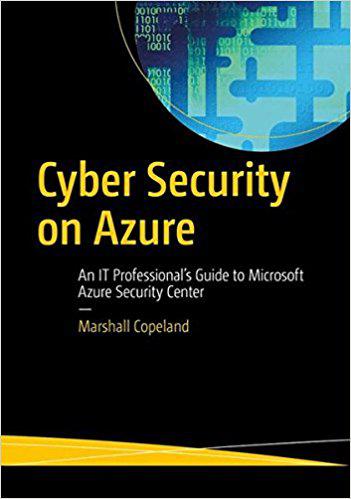 Cyber Security
on Azure
An IT Professional's Guide to Microsoft
Azure Security Center
—
Marshall Copeland